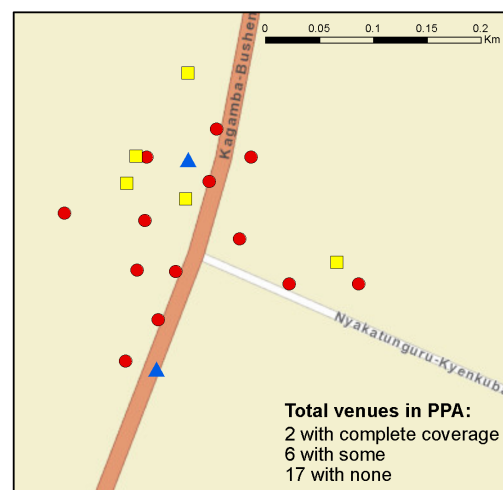 0 0.05 0.1 0.15 0.2
Km
Kagamba-Bushen
Nyakatunguru-Kyenkub
Total venues in PPA:
2 with complete coverage
6 with some
17 with none